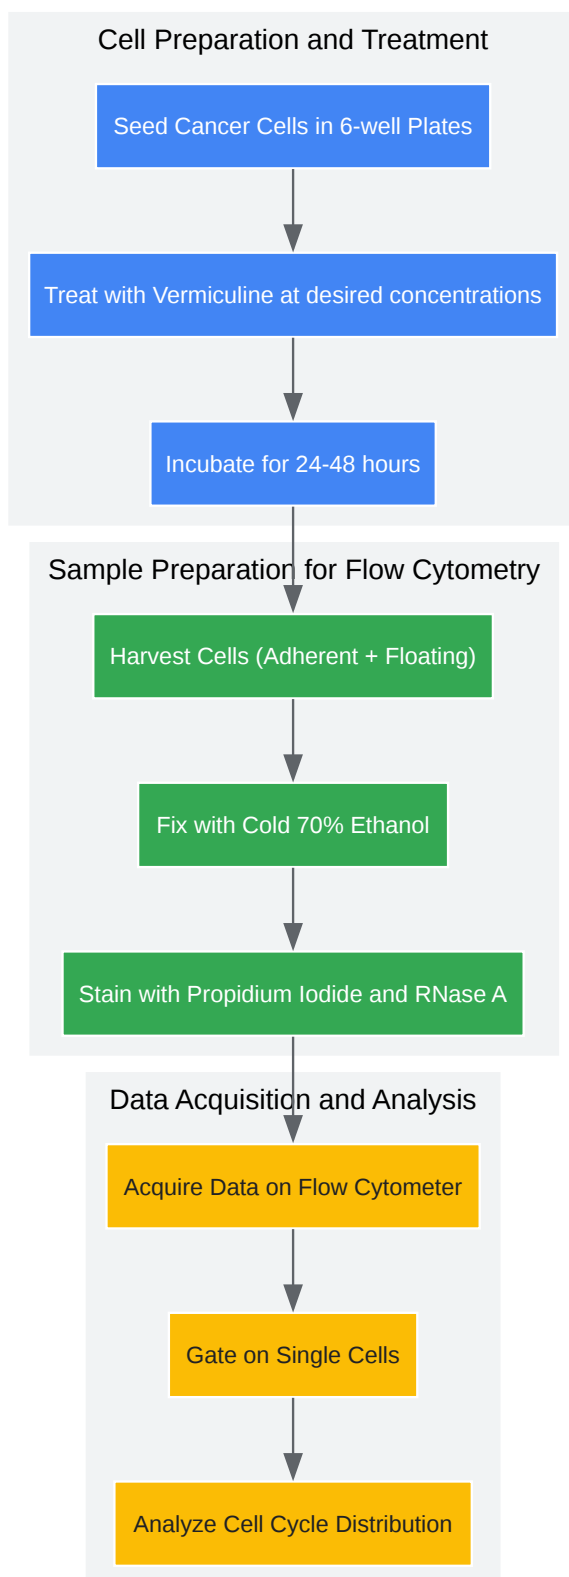 Cell Preparation and Treatment
Seed Cancer Cells in 6-well Plates
Treat with Vermiculine at desired concentrations
Incubate for 24-48 hours
Sample Preparation for Flow Cytometry
Harvest Cells (Adherent + Floating)
Fix with Cold 70% Ethanol
Stain with Propidium Iodide and RNase A
Data Acquisition and Analysis
Acquire Data on Flow Cytometer
Gate on Single Cells
Analyze Cell Cycle Distribution